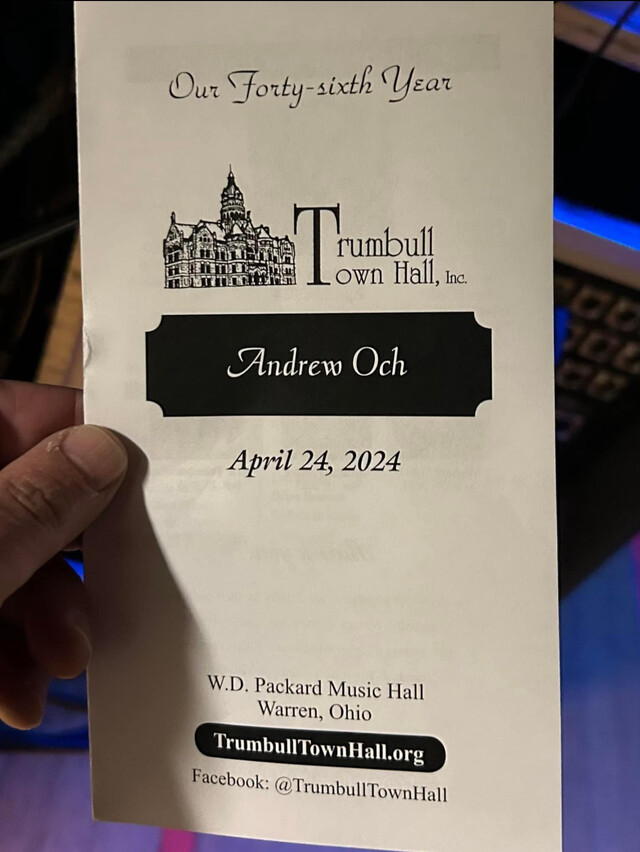 Our Forty-sixth Year
Trumbull
Town Hall, Inc.
Andrew Och
April 24, 2024
W.D. Packard Music Hall
Warren, Ohio
TrumbullTownHall.org
Facebook: @TrumbullTownHall